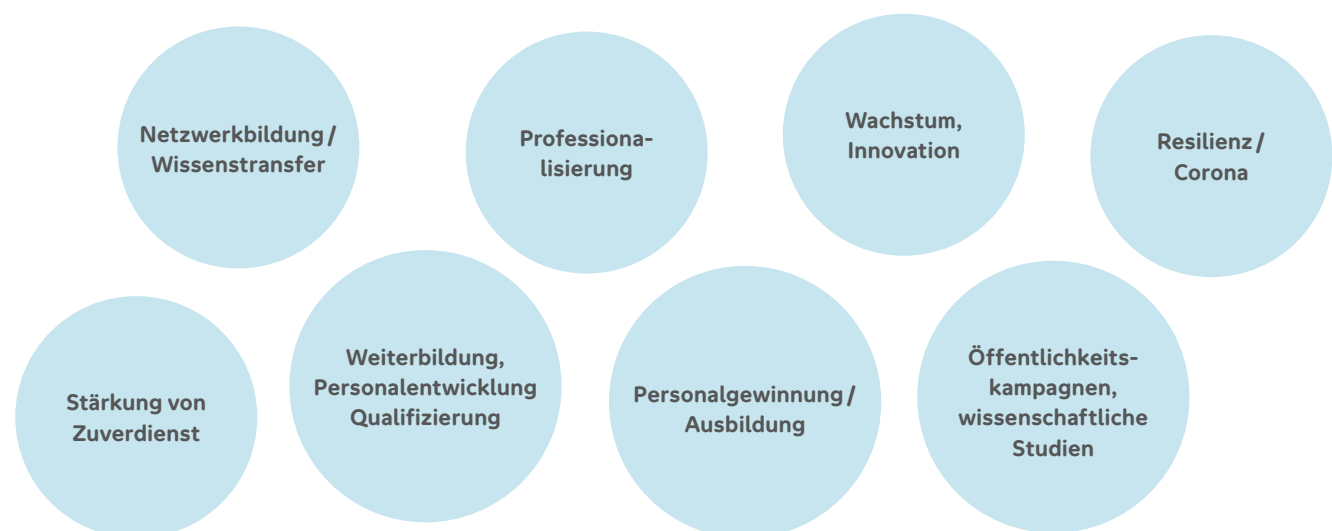 Netzwerkbildung /
Wissenstransfer
Professiona-
lisierung
Wachstum,
Innovation
Resilienz /
Corona
Stärkung von
Zuverdienst
Weiterbildung,
Personalentwicklung
Qualifizierung
Personalgewinnung /
Ausbildung
Öffentlichkeits-
kampagnen,
wissenschaftliche
Studien